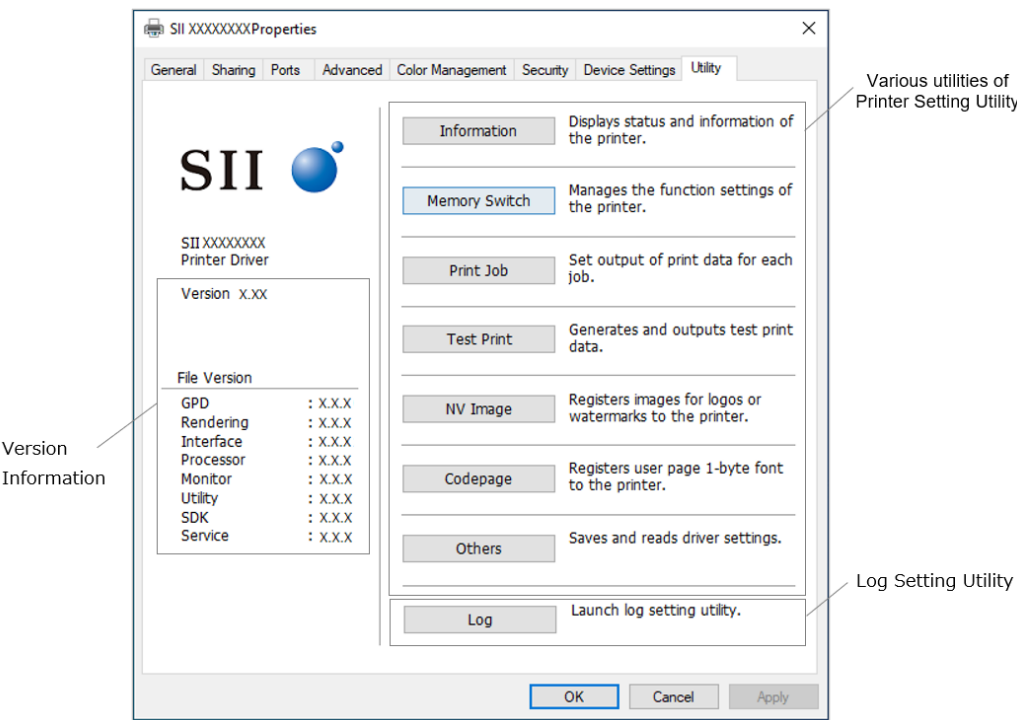 SII XXXXXXXXProperties
General Sharing Ports Advanced Color Management Security Device Settings Utility
Various utilities of
Printer Setting Utility
SII
SII XXXXXXXX
Printer Driver
Version X.XX
File Version
GPD : X.X.X
Rendering : X.X.X
Interface : X.X.X
Processor : X.X.X
Monitor : X.X.X
Utility : X.X.X
SDK : X.X.X
Service : X.X.X
Version
Information
Information
Displays status and information of
the printer.
Memory Switch
Manages the function settings of
the printer.
Print Job
Set output of print data for each
job.
Test Print
Generates and outputs test print
data.
NV Image
Registers images for logos or
watermarks to the printer.
Codepage
Registers user page 1-byte font
to the printer.
Others
Saves and reads driver settings.
Log
Launch log setting utility.
Log Setting Utility
OK Cancel Apply